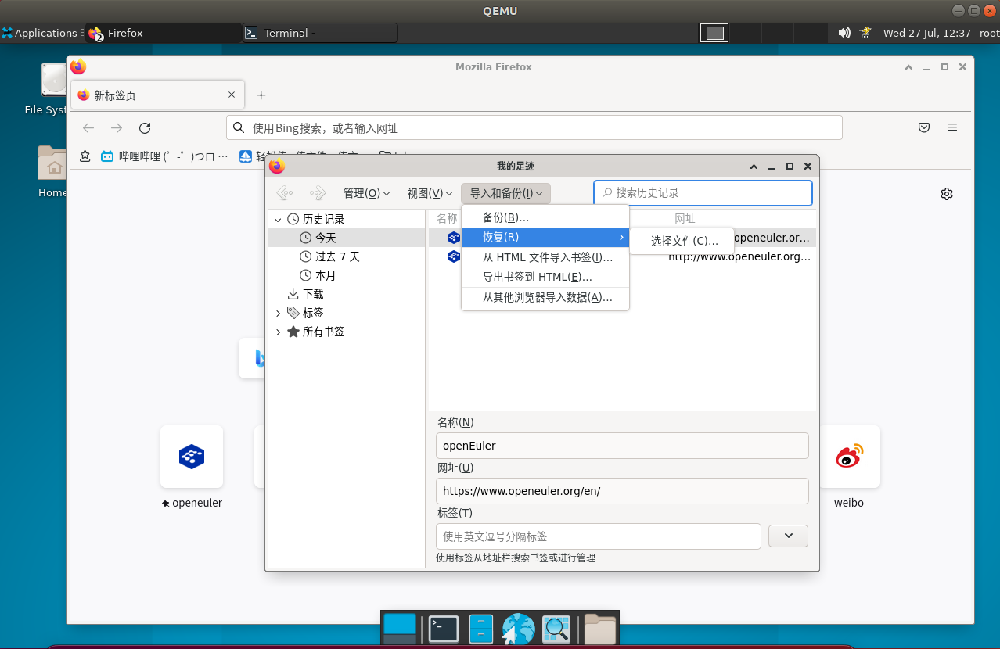 QEMU
Applications
Firefox
2
Terminal -
Wed 27 Jul, 12:37
root
Mozilla Firefox
File Syst
新标签页
使用Bing搜索，或者输入网址
哔哩哔哩 (゜-゜)つロ …
Home
我的足迹
管理(O)
视图(V)
导入和备份(I)
搜索历史记录
历史记录
今天
过去 7 天
本月
下载
标签
所有书签
名称
网址
备份(B)…
恢复(R)
从 HTML 文件导入书签(I)…
导出书签到 HTML(E)…
从其他浏览器导入数据(A)…
选择文件(C)…
openeuler.or…
http://www.openeuler.org…
名称(N)
openEuler
网址(U)
https://www.openeuler.org/en/
标签(T)
使用英文逗号分隔标签
使用标签从地址栏搜索书签或进行管理
openeuler
weibo